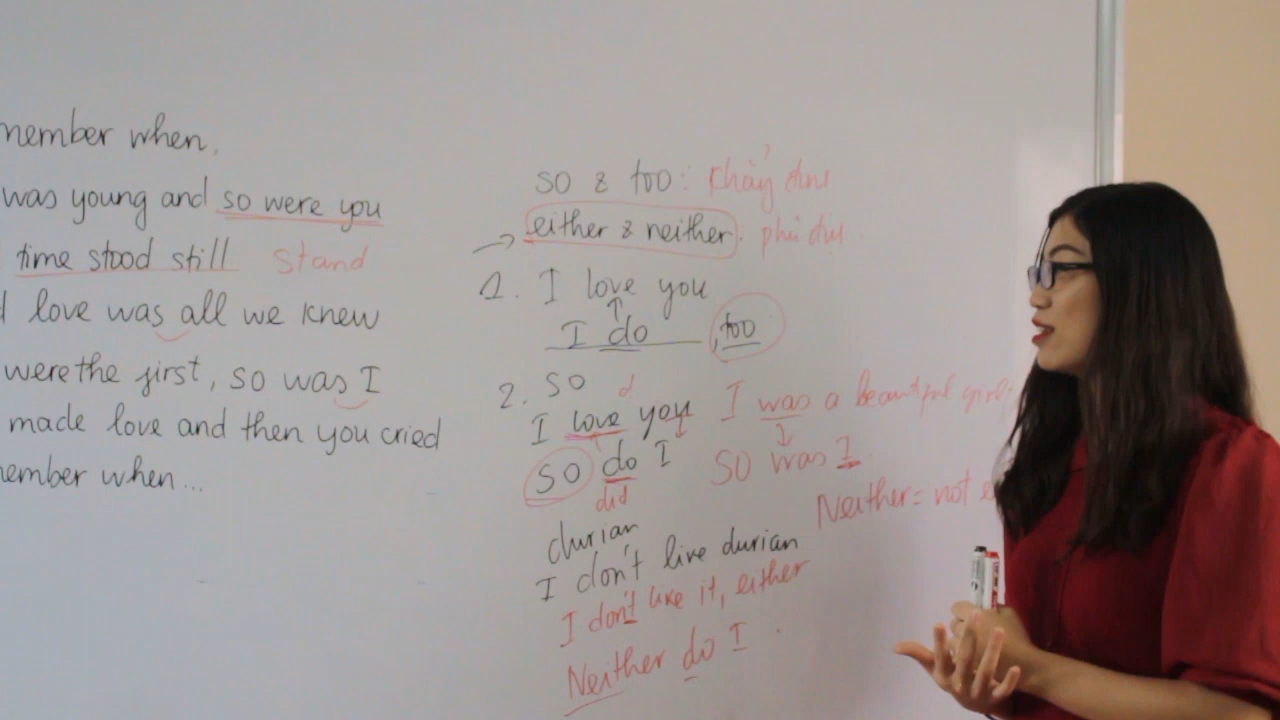 member when,
was young and so were you
time stood still stand
love was all we knew
were the first, so was I
made love and then you cried
member when...
so & too: khẳng định
either & neither. phủ định
1. I love you
I do, too
2. so
I love you
d
I was a beautiful girl
so do I
so was I
did
Neither = not
durian
I don't live durian
I don't like it, either
Neither do I.